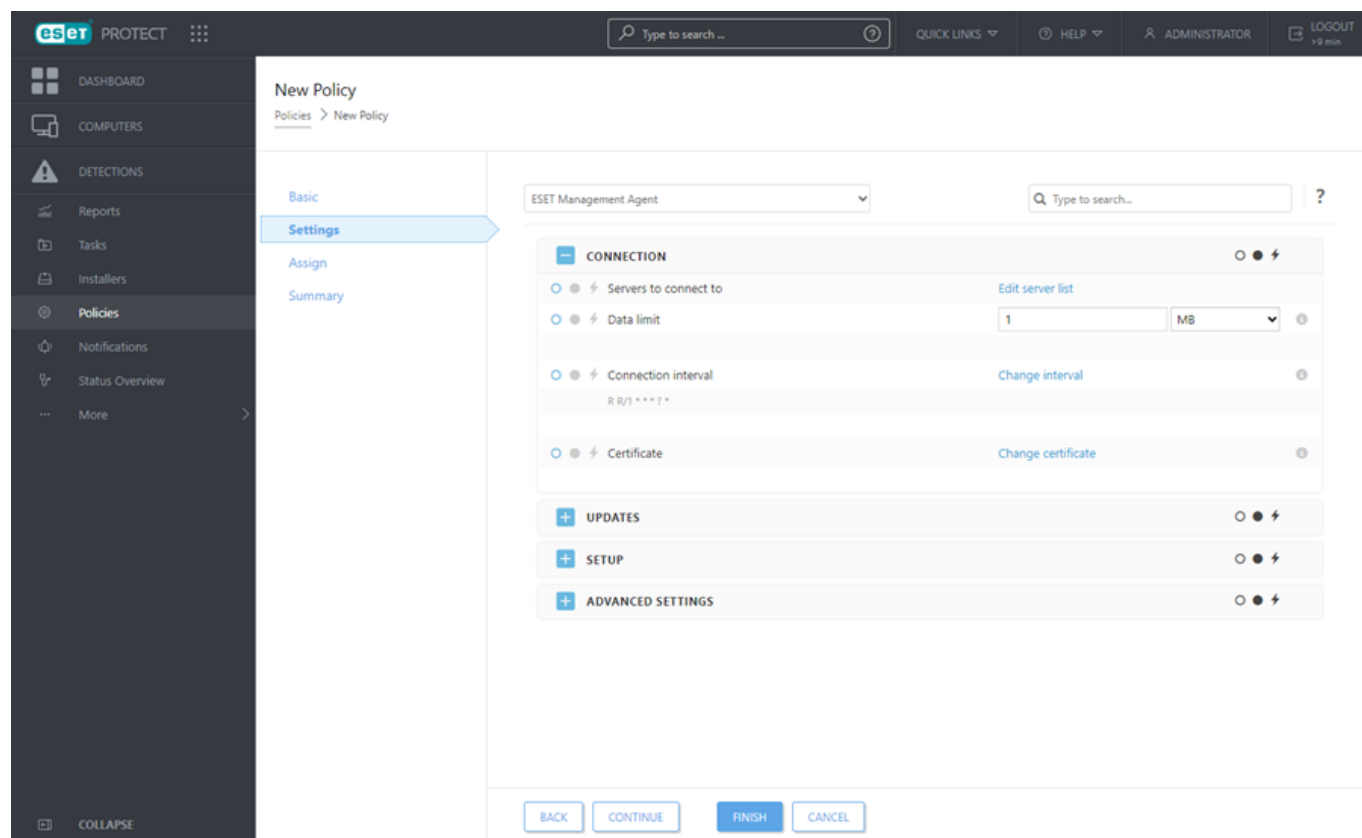 eset PROTECT
Type to search ...
QUICK LINKS
HELP
ADMINISTRATOR
LOGOUT
>9 min
DASHBOARD
COMPUTERS
DETECTIONS
Reports
Tasks
Installers
Policies
Notifications
Status Overview
More
COLLAPSE
New Policy
Policies > New Policy
Basic
Settings
Assign
Summary
ESET Management Agent
Type to search...
?
CONNECTION
Servers to connect to Edit server list
Data limit 1 MB
Connection interval Change interval
R R/1 * * * ? *
Certificate Change certificate
UPDATES
SETUP
ADVANCED SETTINGS
BACK CONTINUE FINISH CANCEL